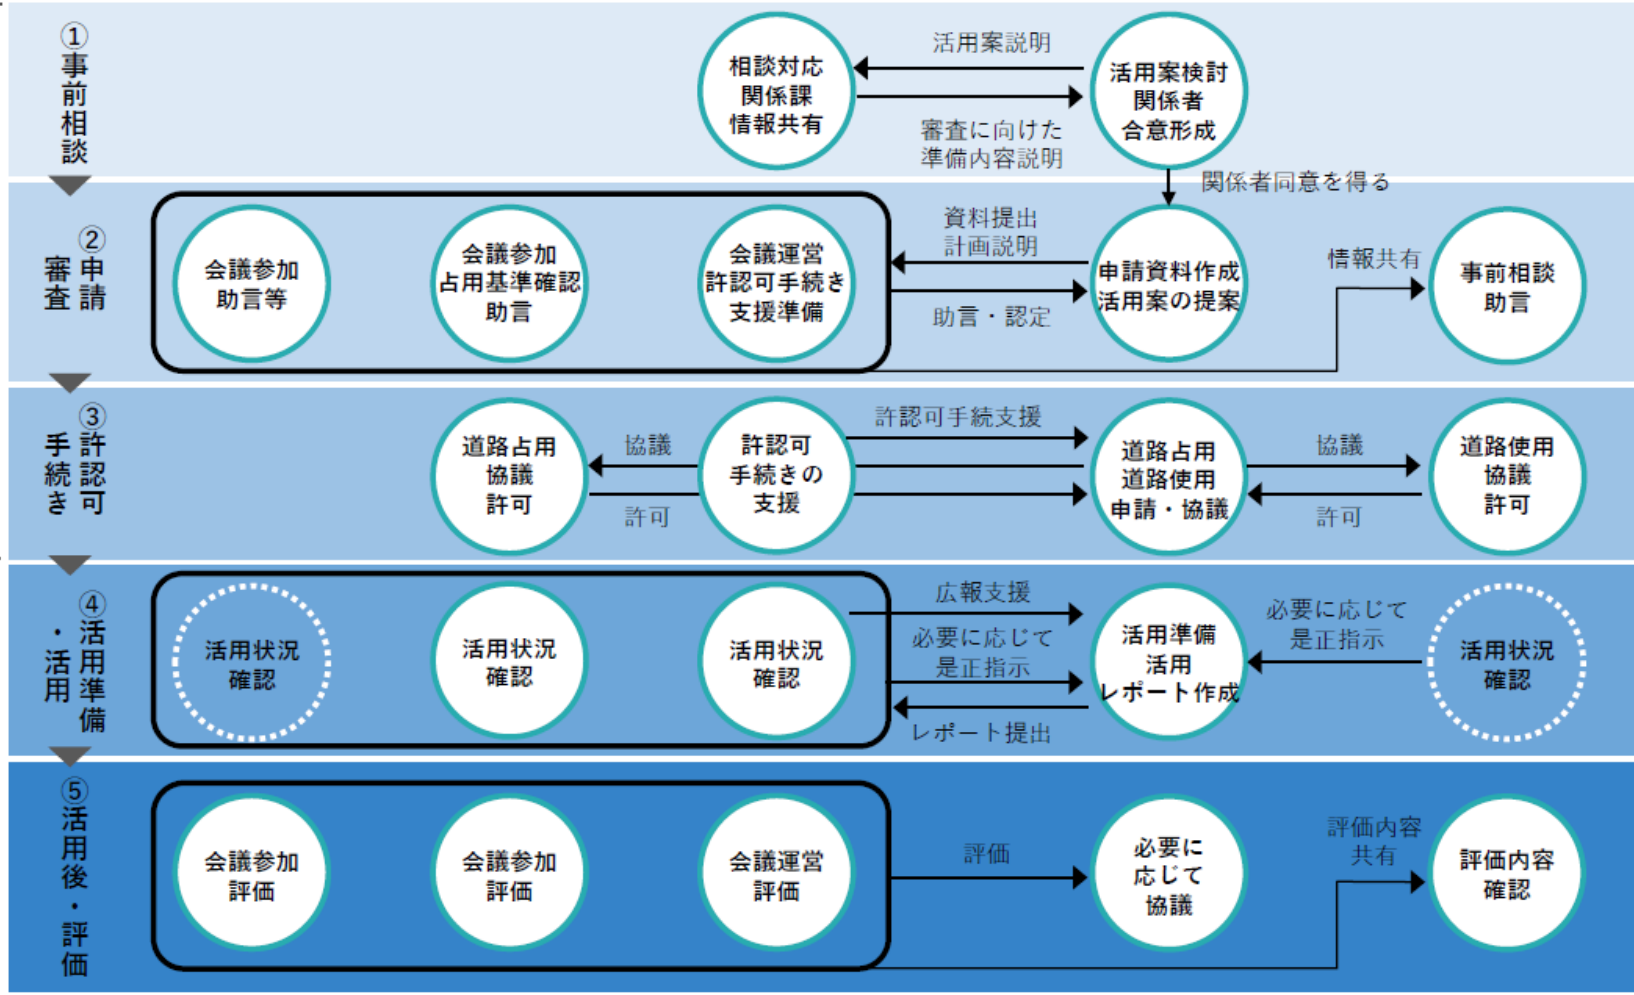 ①事前相談
相談対応
関係課
情報共有
活用案説明
審査に向けた
準備内容説明
活用案検討
関係者
合意形成
関係者同意を得る
②申請
審査
会議参加
助言等
会議参加
占用基準確認
助言
会議運営
許認可手続き
支援準備
資料提出
計画説明
助言・認定
申請資料作成
活用案の提案
情報共有
事前相談
助言
③許認可
手続き
道路占用
協議
許可
協議
許可
許認可
手続きの
支援
許認可手続支援
道路占用
道路使用
申請・協議
協議
許可
道路使用
協議
許可
④活用準備
・活用
活用状況
確認
活用状況
確認
活用状況
確認
広報支援
必要に応じて
是正指示
レポート提出
活用準備
活用
レポート作成
必要に応じて
是正指示
活用状況
確認
⑤活用後・評価
会議参加
評価
会議参加
評価
会議運営
評価
評価
必要に
応じて
協議
評価内容
共有
評価内容
確認